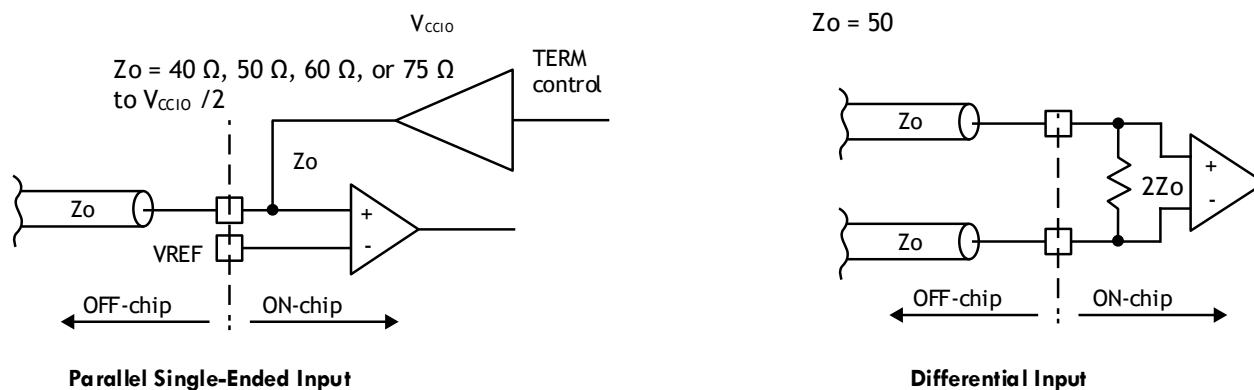 VCCIO
Zo = 40 Ω, 50 Ω, 60 Ω, or 75 Ω
to VCCIO /2
TERM
control
Zo
Zo
+
-
VREF
OFF-chip
ON-chip
Parallel Single-Ended Input
Zo = 50
Zo
Zo
2Zo
+
-
OFF-chip
ON-chip
Differential Input